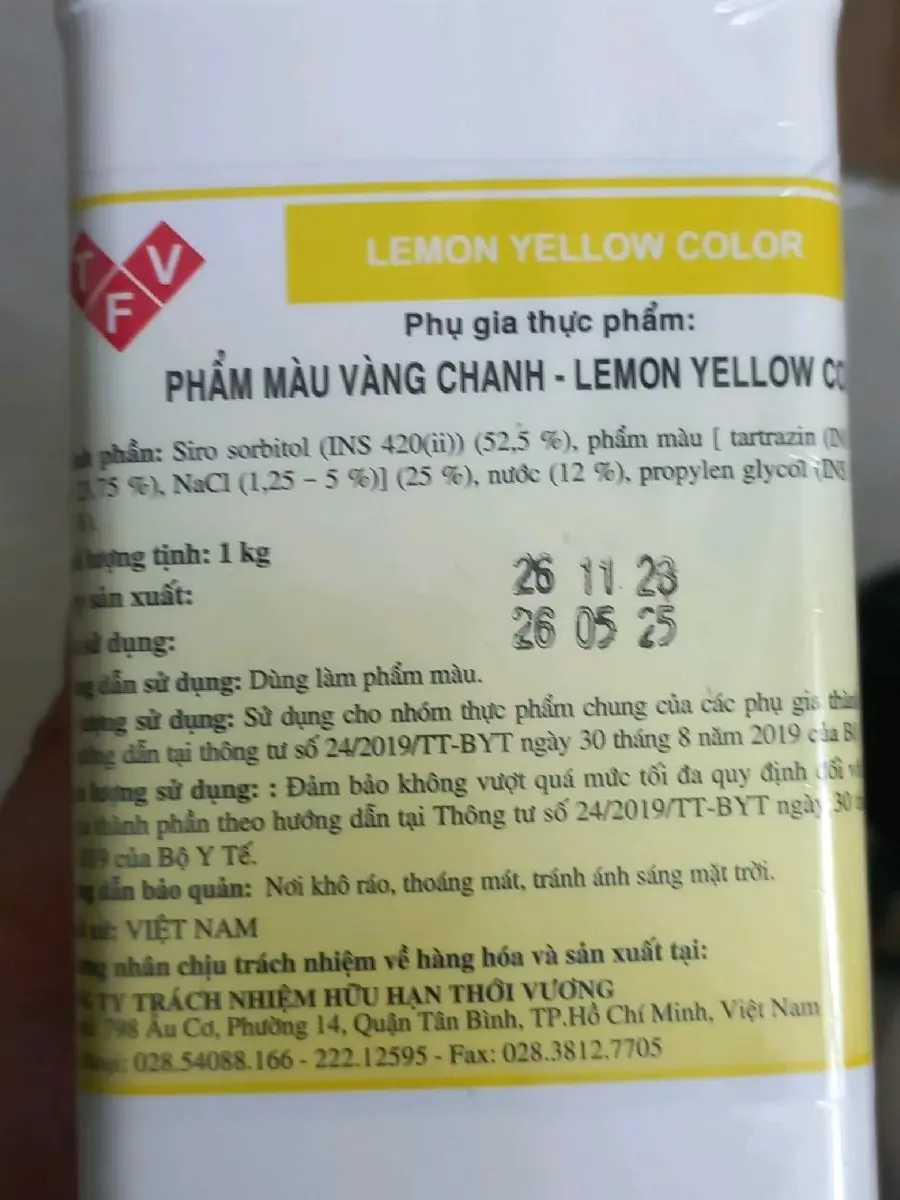 T V
F
LEMON YELLOW COLOR
Phụ gia thực phẩm:
PHẨM MÀU VÀNG CHANH - LEMON YELLOW CO
phần: Siro sorbitol (INS 420(ii)) (52,5 %), phẩm màu [ tartrazin (IN
75 %), NaCl (1,25 – 5 %)] (25 %), nước (12 %), propylen glycol (INS
lượng tịnh: 1 kg
sản xuất:
26 11 23
sử dụng:
26 05 25
dẫn sử dụng: Dùng làm phẩm màu.
tượng sử dụng: Sử dụng cho nhóm thực phẩm chung của các phụ gia thành
dẫn tại thông tư số 24/2019/TT-BYT ngày 30 tháng 8 năm 2019 của B
lượng sử dụng: : Đảm bảo không vượt quá mức tối đa quy định đối v
thành phần theo hướng dẫn tại Thông tư số 24/2019/TT-BYT ngày 30
của Bộ Y Tế.
dẫn bảo quản: Nơi khô ráo, thoáng mát, tránh ánh sáng mặt trời.
VIỆT NAM
nhân chịu trách nhiệm về hàng hóa và sản xuất tại:
TY TRÁCH NHIỆM HỮU HẠN THỚI VƯƠNG
798 Âu Cơ, Phường 14, Quận Tân Bình, TP.Hồ Chí Minh, Việt Nam
028.54088.166 - 222.12595 - Fax: 028.3812.7705